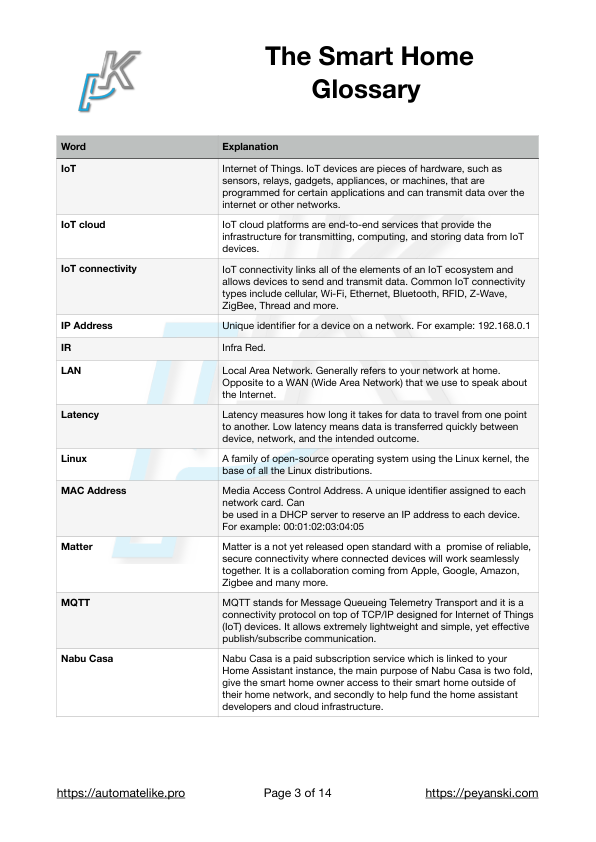 The Smart Home
Glossary
Word Explanation
IoT Internet of Things. IoT devices are pieces of hardware, such as
sensors, relays, gadgets, appliances, or machines, that are
programmed for certain applications and can transmit data over the
internet or other networks.
IoT cloud IoT cloud platforms are end-to-end services that provide the
infrastructure for transmitting, computing, and storing data from IoT
devices.
IoT connectivity IoT connectivity links all of the elements of an IoT ecosystem and
allows devices to send and transmit data. Common IoT connectivity
types include cellular, Wi-Fi, Ethernet, Bluetooth, RFID, Z-Wave,
ZigBee, Thread and more.
IP Address Unique identifier for a device on a network. For example: 192.168.0.1
IR Infra Red.
LAN Local Area Network. Generally refers to your network at home.
Opposite to a WAN (Wide Area Network) that we use to speak about
the Internet.
Latency Latency measures how long it takes for data to travel from one point
to another. Low latency means data is transferred quickly between
device, network, and the intended outcome.
Linux A family of open-source operating system using the Linux kernel, the
base of all the Linux distributions.
MAC Address Media Access Control Address. A unique identifier assigned to each
network card. Can
be used in a DHCP server to reserve an IP address to each device.
For example: 00:01:02:03:04:05
Matter Matter is a not yet released open standard with a  promise of reliable,
secure connectivity where connected devices will work seamlessly
together. It is a collaboration coming from Apple, Google, Amazon,
Zigbee and many more.
MQTT MQTT stands for Message Queueing Telemetry Transport and it is a
connectivity protocol on top of TCP/IP designed for Internet of Things
(IoT) devices. It allows extremely lightweight and simple, yet effective
publish/subscribe communication.
Nabu Casa Nabu Casa is a paid subscription service which is linked to your
Home Assistant instance, the main purpose of Nabu Casa is two fold,
give the smart home owner access to their smart home outside of
their home network, and secondly to help fund the home assistant
developers and cloud infrastructure.
https://automatelike.pro Page 3 of 14 https://peyanski.com